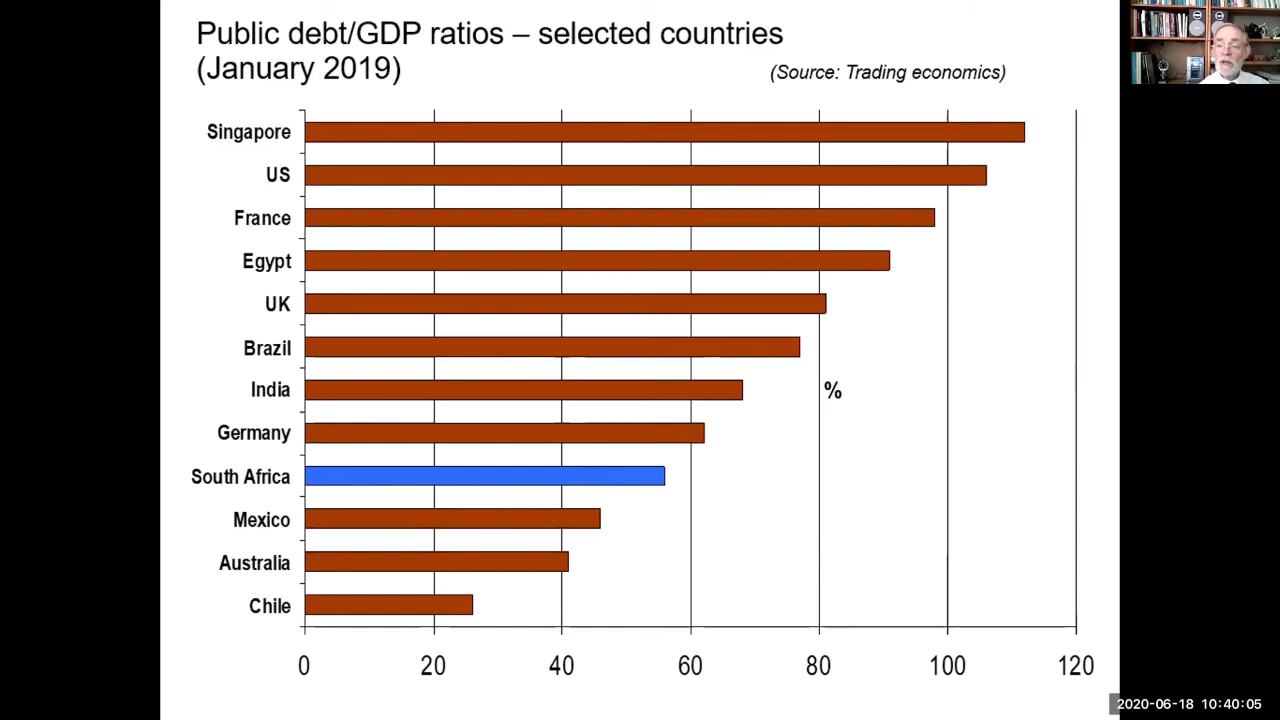 Public debt/GDP ratios – selected countries
(January 2019)
(Source: Trading economics)
Singapore
US
France
Egypt
UK
Brazil
India
%
Germany
South Africa
Mexico
Australia
Chile
0 20 40 60 80 100 120
2020-06-18 10:40:05